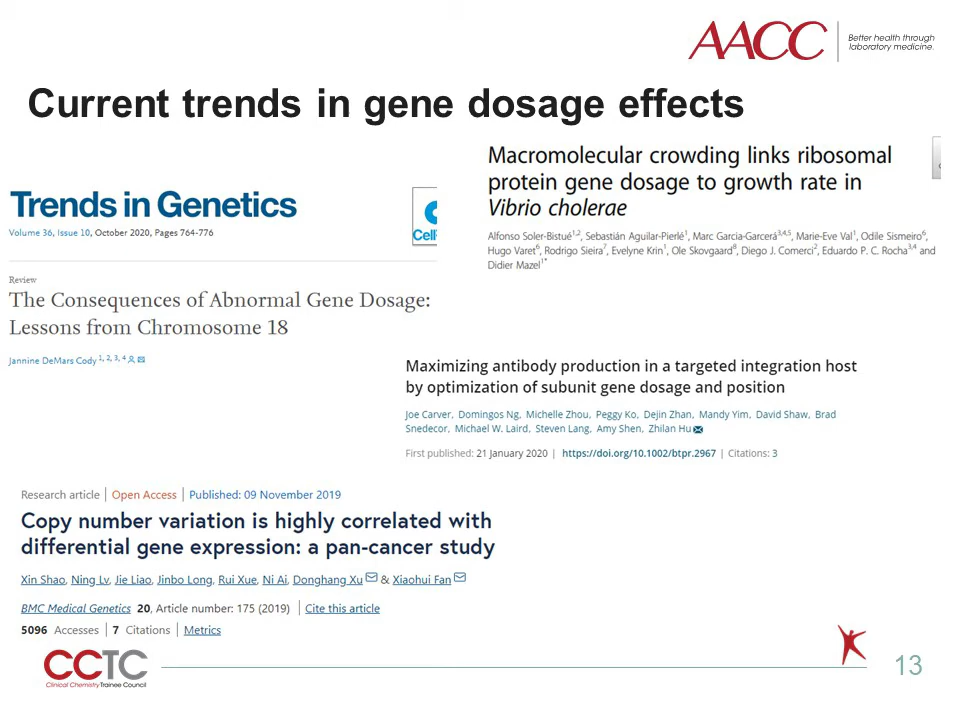 AACC
Better health through
laboratory medicine.
Current trends in gene dosage effects
Trends in Genetics
Volume 36, Issue 10, October 2020, Pages 764-776
Cell
Review
The Consequences of Abnormal Gene Dosage:
Lessons from Chromosome 18
Jannine DeMars Cody 1, 2, 3, 4
Macromolecular crowding links ribosomal
protein gene dosage to growth rate in
Vibrio cholerae
Alfonso Soler-Bistué1,2, Sebastián Aguilar-Pierlé1, Marc Garcia-Garcerá3,4,5, Marie-Eve Val1, Odile Sismeiro6,
Hugo Varet6, Rodrigo Sieira7, Evelyne Krin1, Ole Skovgaard8, Diego J. Comerci2, Eduardo P. C. Rocha3,4 and
Didier Mazel1*
Maximizing antibody production in a targeted integration host
by optimization of subunit gene dosage and position
Joe Carver, Domingos Ng, Michelle Zhou, Peggy Ko, Dejin Zhan, Mandy Yim, David Shaw, Brad
Snedecor, Michael W. Laird, Steven Lang, Amy Shen, Zhilan Hu
First published: 21 January 2020 | https://doi.org/10.1002/btpr.2967 | Citations: 3
Research article | Open Access | Published: 09 November 2019
Copy number variation is highly correlated with
differential gene expression: a pan-cancer study
Xin Shao, Ning Lv, Jie Liao, Jinbo Long, Rui Xue, Ni Ai, Donghang Xu & Xiaohui Fan
BMC Medical Genetics 20, Article number: 175 (2019) | Cite this article
5096 Accesses | 7 Citations | Metrics
CCTC
Clinical Chemistry Trainee Council
13